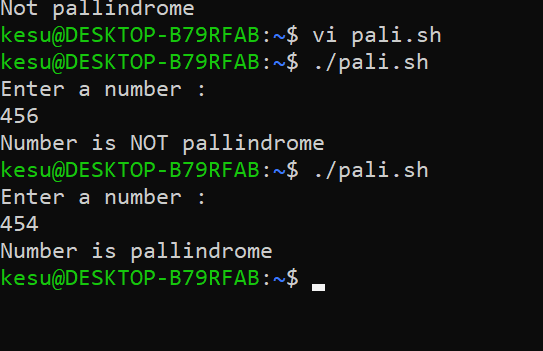 Not pallindrome
kesu@DESKTOP-B79RFAB:~$ vi pali.sh
kesu@DESKTOP-B79RFAB:~$ ./pali.sh
Enter a number :
456
Number is NOT pallindrome
kesu@DESKTOP-B79RFAB:~$ ./pali.sh
Enter a number :
454
Number is pallindrome
kesu@DESKTOP-B79RFAB:~$